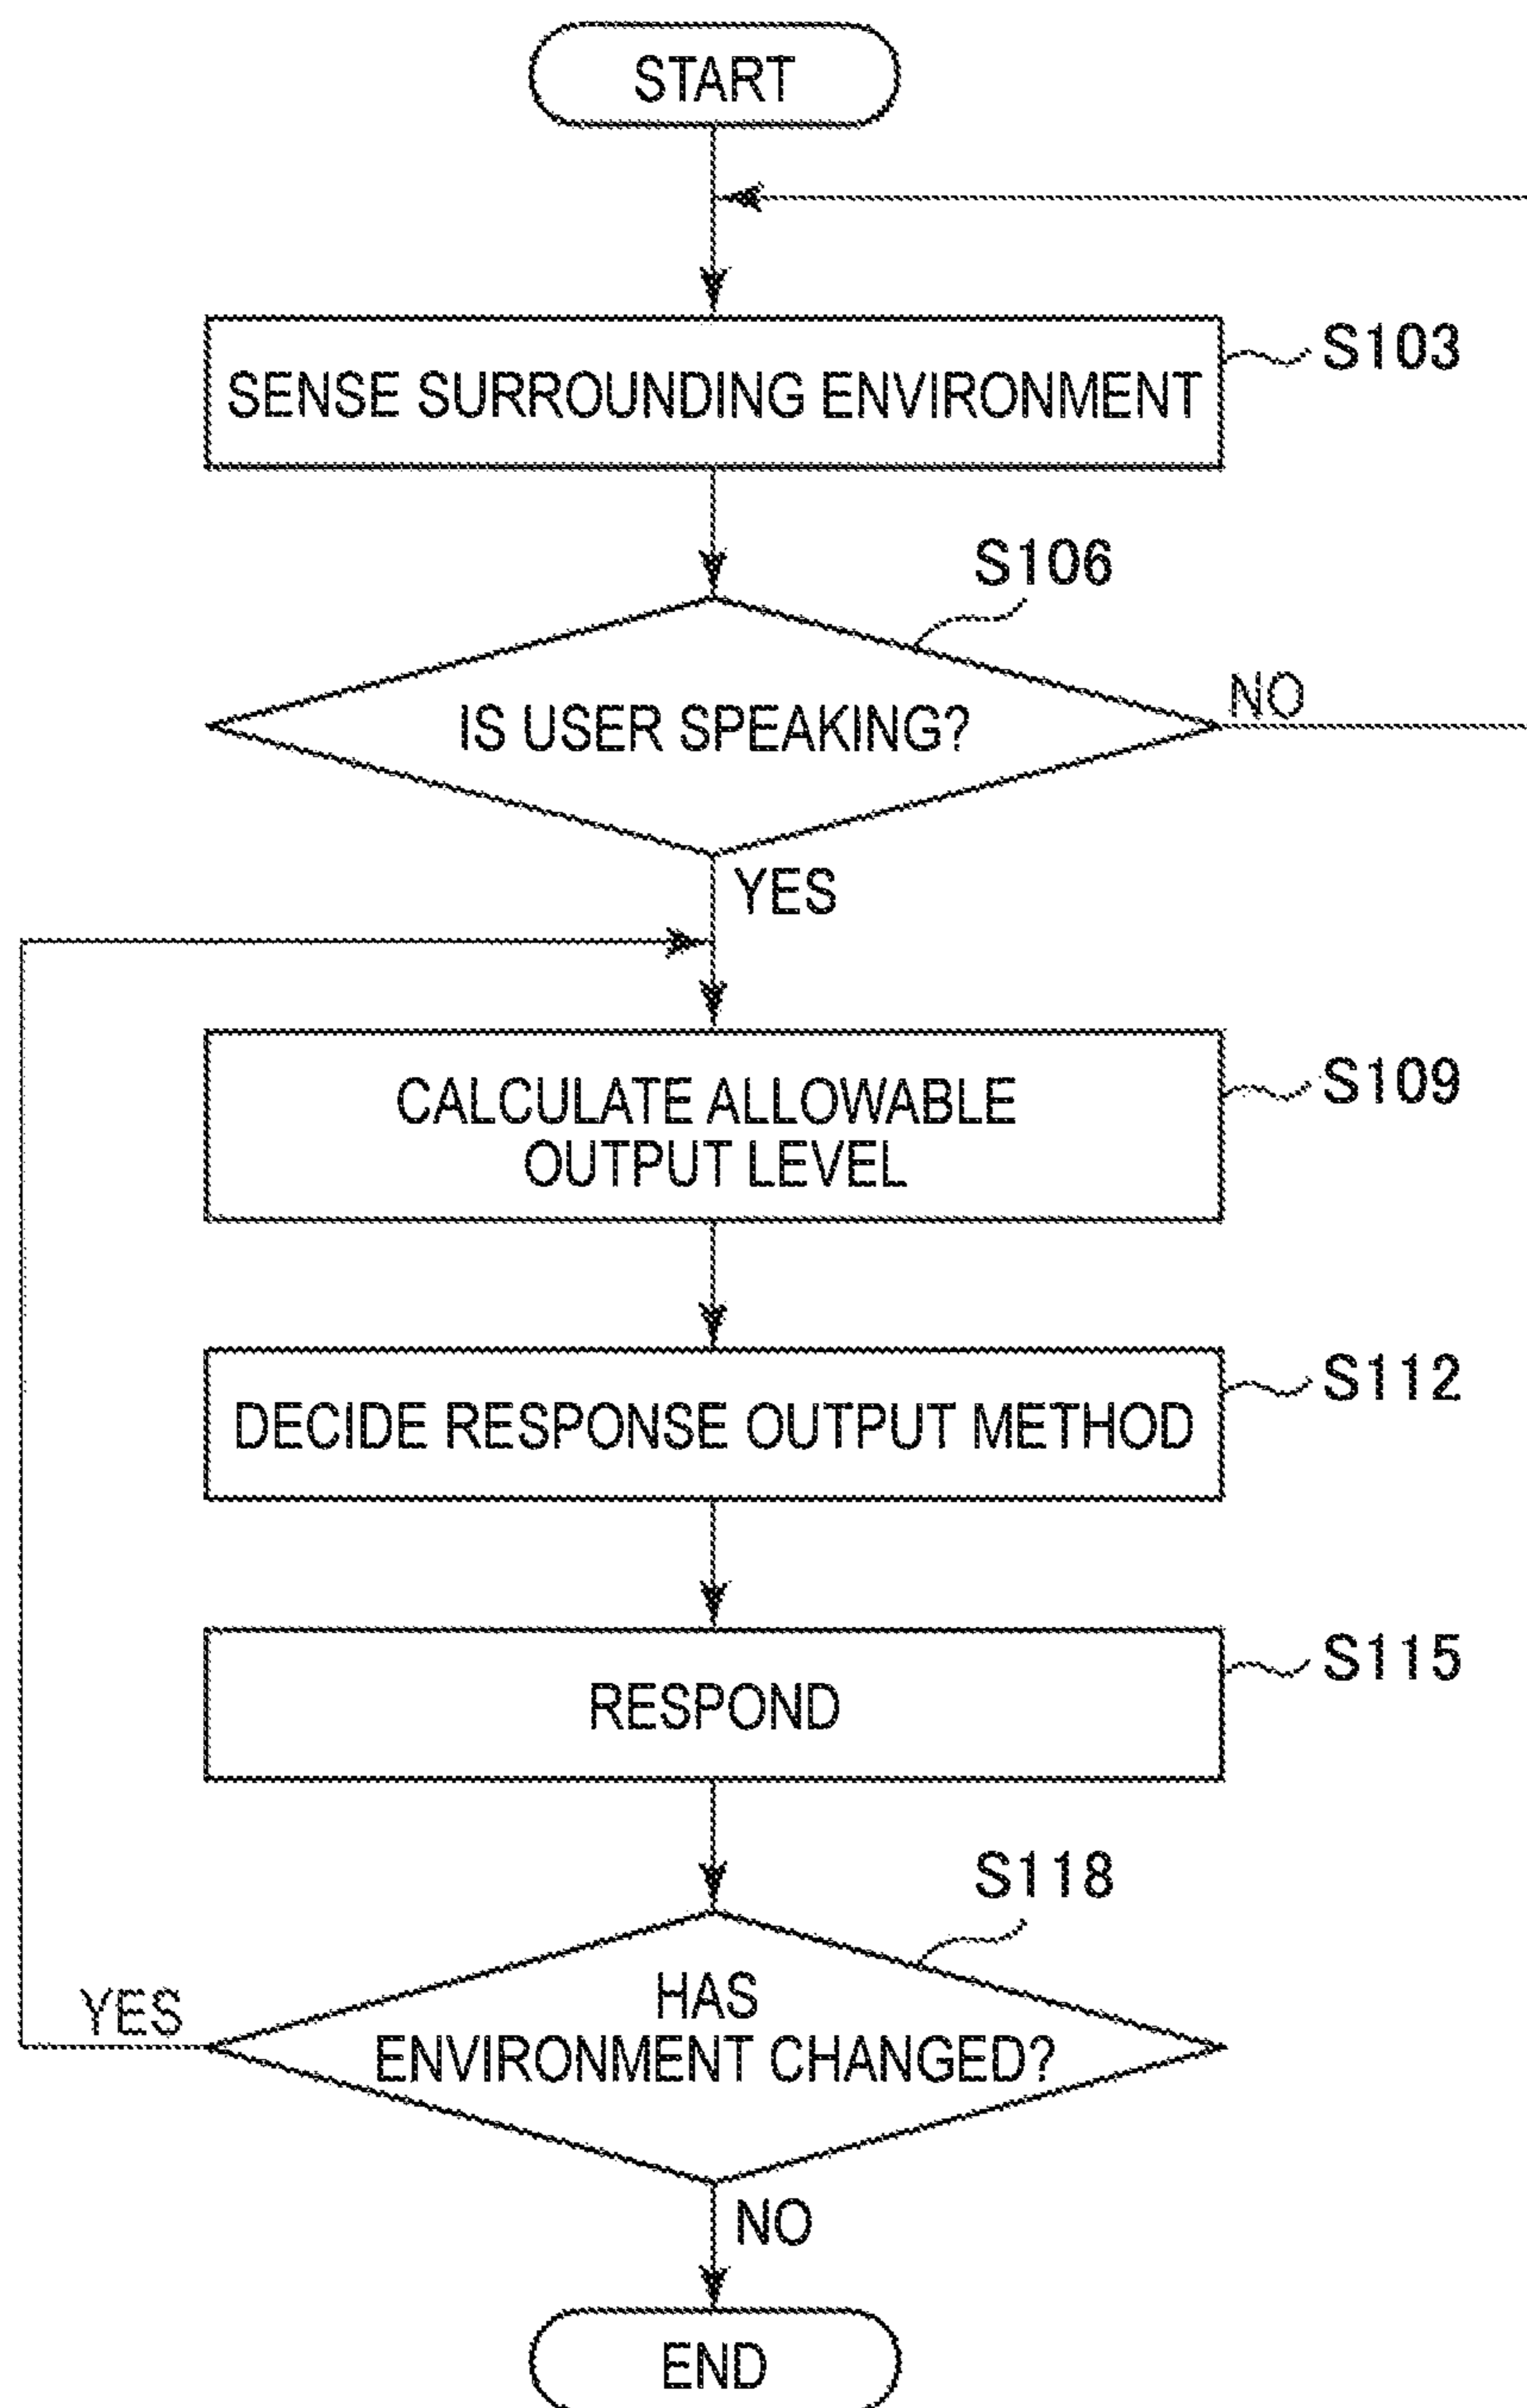 START
SENSE SURROUNDING ENVIRONMENT
S103
S106
IS USER SPEAKING?
NO
YES
CALCULATE ALLOWABLE
OUTPUT LEVEL
S109
DECIDE RESPONSE OUTPUT METHOD
S112
RESPOND
S115
S118
HAS
ENVIRONMENT CHANGED?
YES
NO
END